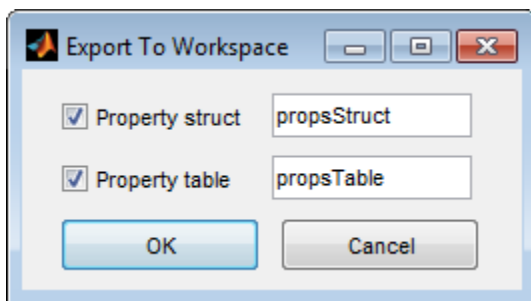 Export To Workspace
Property struct propsStruct
Property table propsTable
OK Cancel